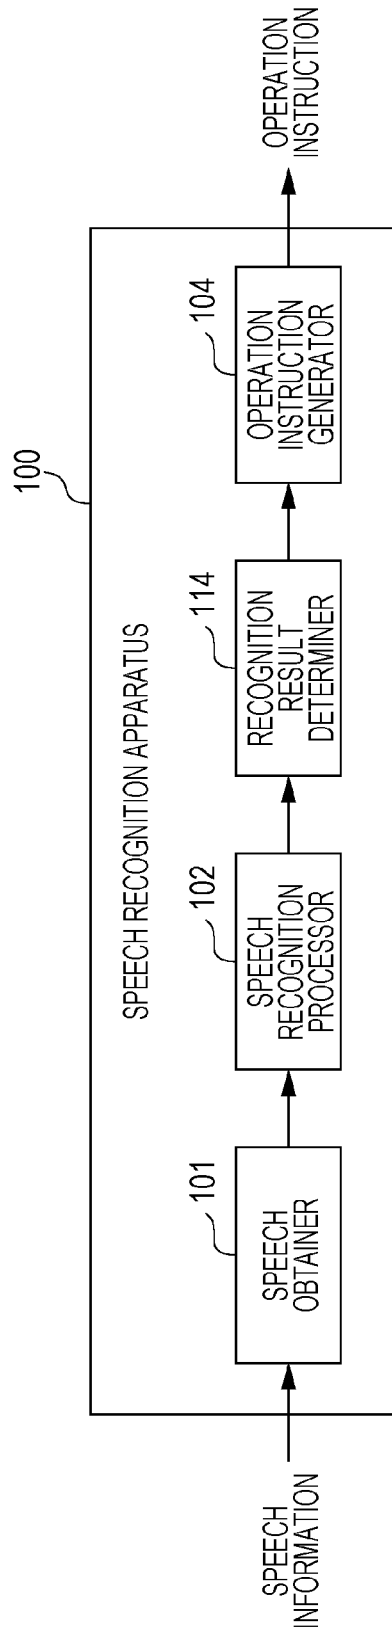 100
SPEECH RECOGNITION APPARATUS
SPEECH
INFORMATION
101
SPEECH
OBTAINER
102
SPEECH
RECOGNITION
PROCESSOR
114
RECOGNITION
RESULT
DETERMINER
104
OPERATION
INSTRUCTION
GENERATOR
OPERATION
INSTRUCTION